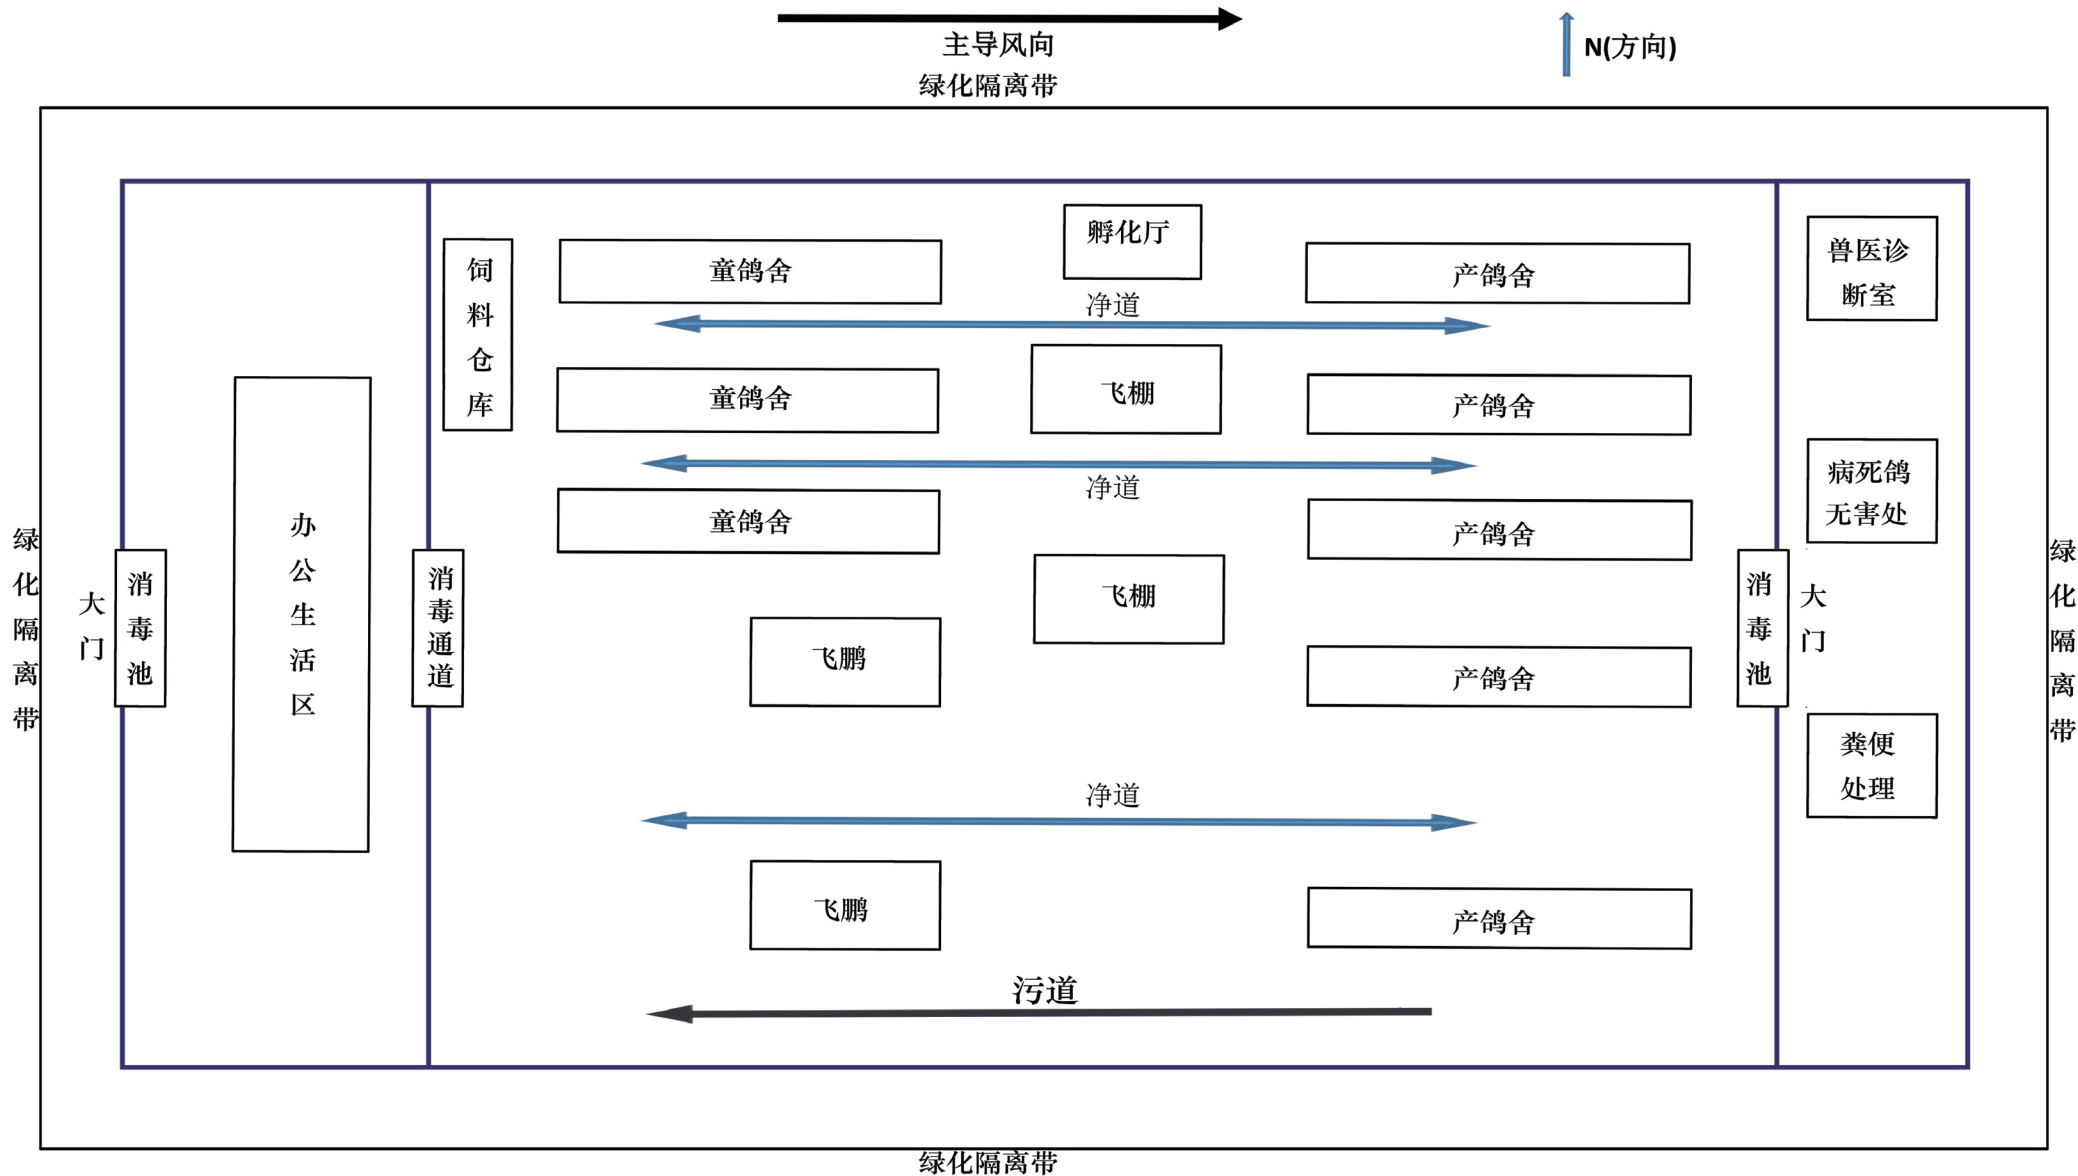 主导风向
N(方向)
绿化隔离带
孵化厅
饲料仓库
童鸽舍
产鸽舍
兽医诊
断室
净道
童鸽舍
飞棚
产鸽舍
净道
病死鸽
无害处
童鸽舍
产鸽舍
绿化隔离带
大门
消毒池
办公生活区
消毒通道
飞棚
飞鹏
产鸽舍
消毒池
大门
绿化隔离带
粪便
处理
净道
飞鹏
产鸽舍
污道
绿化隔离带